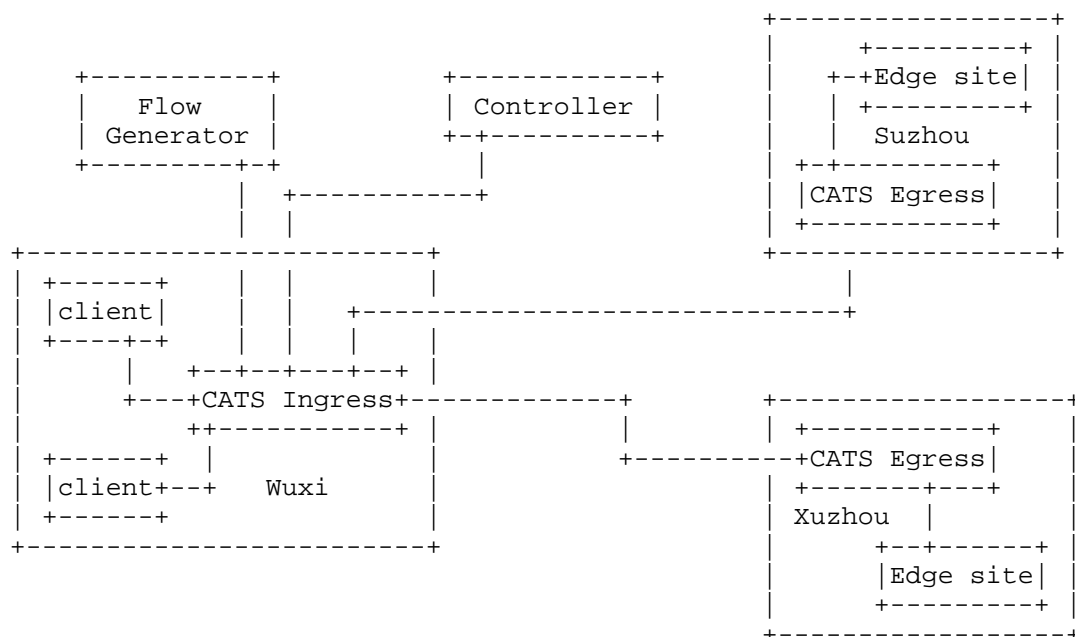 Edge site
Flow
Generator
Controller
Suzhou
CATS Egress
client
CATS Ingress
CATS Egress
client
Wuxi
Xuzhou
Edge site